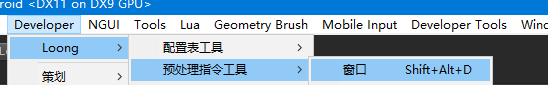 roid <DX11 on DX9 GPU>
Developer NGUI Tools Lua Geometry Brush Mobile Input Developer Tools Wind
Loong 配置表工具
策划 预处理指令工具 窗口 Shift+Alt+D